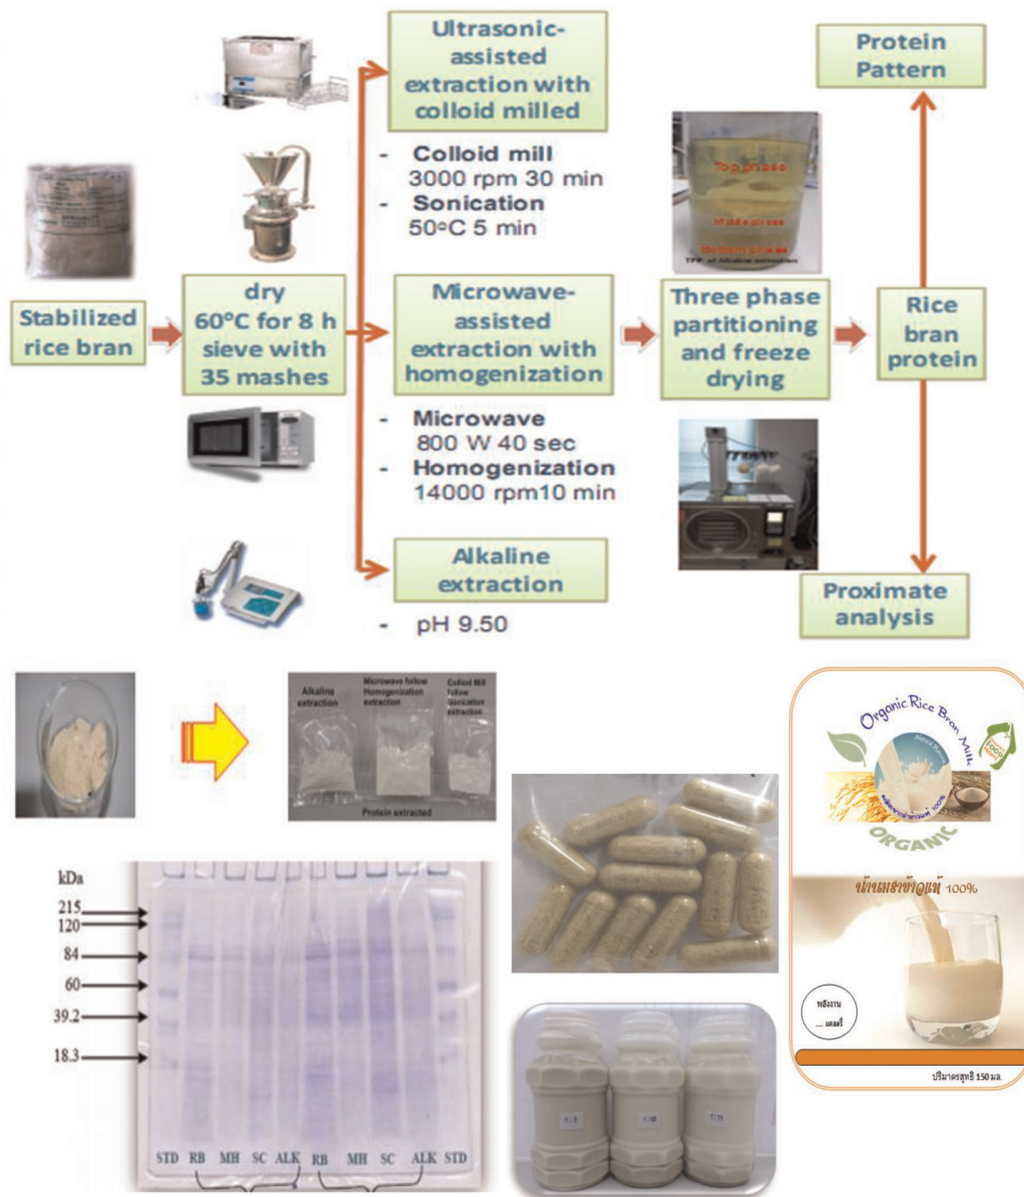 Ultrasonic-
assisted
extraction with
colloid milled
- Colloid mill
3000 rpm 30 min
- Sonication
50°C 5 min
Protein
Pattern
Top phase
Middle phase
Bottom phase
TPP of Alkaline extraction
Stabilized
rice bran
dry
60°C for 8 h
sieve with
35 mashes
Microwave-
assisted
extraction with
homogenization
- Microwave
800 W 40 sec
- Homogenization
14000 rpm10 min
Three phase
partitioning
and freeze
drying
Rice
bran
protein
Alkaline
extraction
- pH 9.50
Proximate
analysis
Alkaline
extraction
Microwave follow
Homogenization
extraction
Colloid Mill
follow
Sonication
extraction
Protein extracted
Organic Rice Bran Milk
FOOD
ORGANIC
น้ำนมรำข้าวแท้ 100%
พลังงาน
.... แคลอรี่
ปริมาตรสุทธิ 150 มล.
kDa
215
120
84
60
39.2
18.3
STD RB MH SC ALK RB MH SC ALK STD